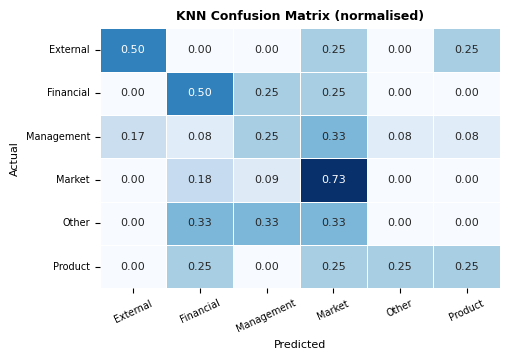 KNN Confusion Matrix (normalised)
External 0.50 0.00 0.00 0.25 0.00 0.25
Financial 0.00 0.50 0.25 0.25 0.00 0.00
Management 0.17 0.08 0.25 0.33 0.08 0.08
Market 0.00 0.18 0.09 0.73 0.00 0.00
Other 0.00 0.33 0.33 0.33 0.00 0.00
Product 0.00 0.25 0.00 0.25 0.25 0.25
Actual
External Financial Management Market Other Product
Predicted